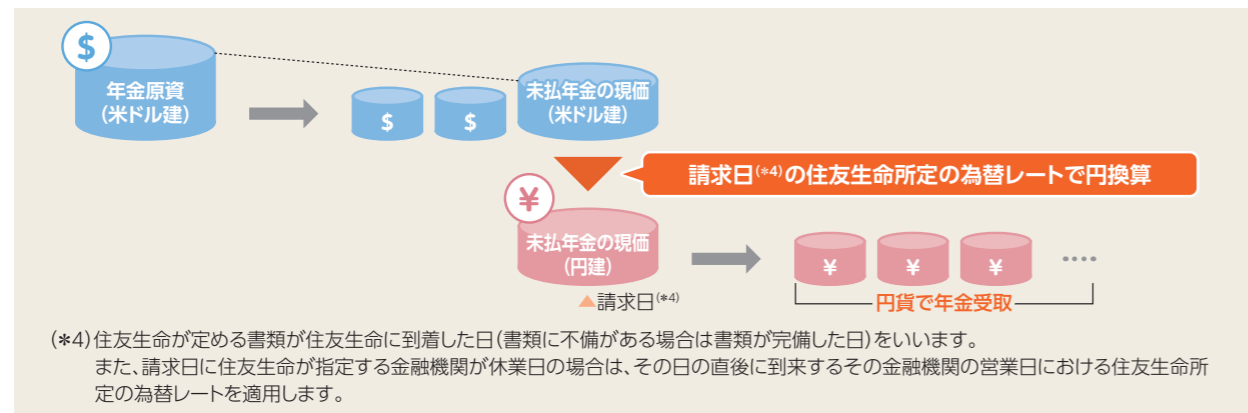 $
年金原資
(米ドル建)
$
$
未払年金の現価
(米ドル建)
請求日(*4)の住友生命所定の為替レートで円換算
¥
未払年金の現価
(円建)
¥
¥
¥
····
▲請求日(*4)
円貨で年金受取
(*4)住友生命が定める書類が住友生命に到着した日(書類に不備がある場合は書類が完備した日)をいいます。
また、請求日に住友生命が指定する金融機関が休業日の場合は、その日の直後に到来するその金融機関の営業日における住友生命所
定の為替レートを適用します。